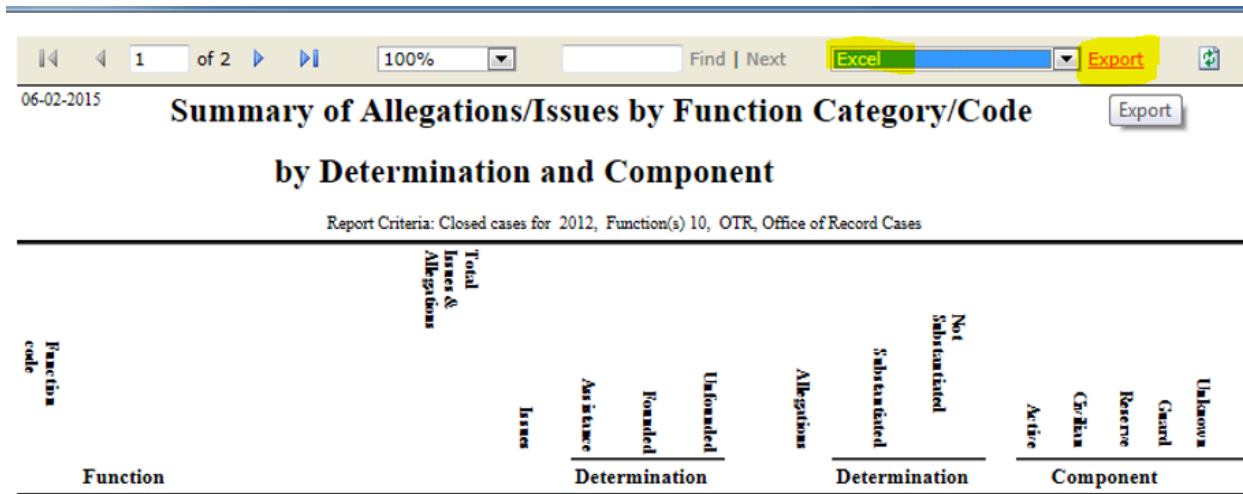 1 of 2 100% Find | Next Excel Export
06-02-2015
Summary of Allegations/Issues by Function Category/Code
Export
by Determination and Component
Report Criteria: Closed cases for 2012, Function(s) 10, OTR, Office of Record Cases
Function code
Total Issues & Allegations
Issues
Assistance
Founded
Unfounded
Allegations
Substantiated
Not Substantiated
Active
Civilian
Reserve
Guard
Unknown
Function Determination Determination Component